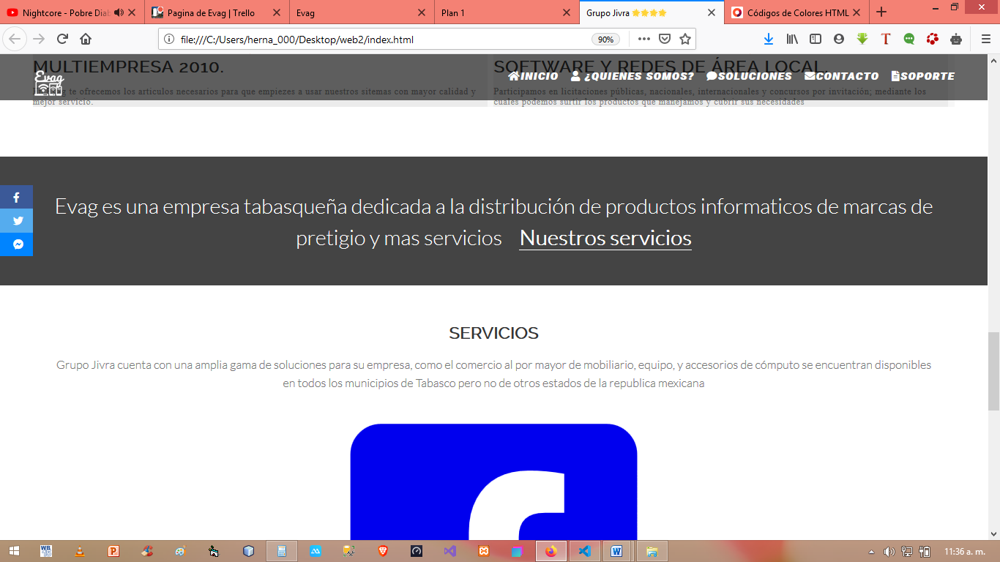 Nightcore - Pobre Diab
Pagina de Evag | Trello
Evag
Plan 1
Grupo Jivra
Códigos de Colores HTML
file:///C:/Users/herna_000/Desktop/web2/index.html
90%
MULTIEMPRESA 2010.
SOFTWARE Y REDES DE ÁREA LOCAL.
Evag
INICIO
¿QUIENES SOMOS?
SOLUCIONES
CONTACTO
SOPORTE
te ofrecemos los articulos necesarios para que empiezes a usar nuestros sitemas con mayor calidad y
mejor servicio.
Participamos en licitaciones públicas, nacionales, internacionales y concursos por invitación; mediante los
cuales podemos surtir los productos que manejamos y cubrir sus necesidades
Evag es una empresa tabasqueña dedicada a la distribución de productos informaticos de marcas de
pretigio y mas servicios Nuestros servicios
SERVICIOS
Grupo Jivra cuenta con una amplia gama de soluciones para su empresa, como el comercio al por mayor de mobiliario, equipo, y accesorios de cómputo se encuentran disponibles
en todos los municipios de Tabasco pero no de otros estados de la republica mexicana
11:36 a. m.